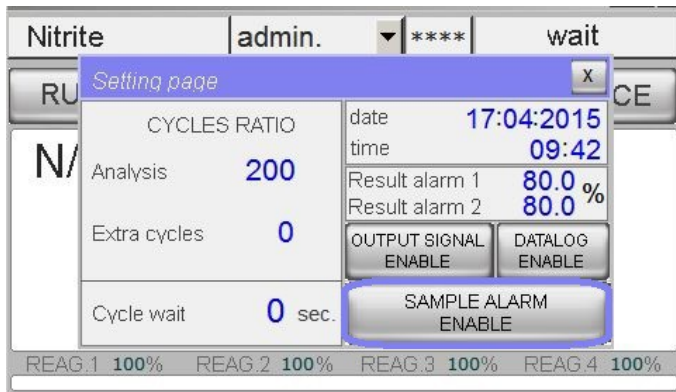 Nitrite admin. **** wait
RU CE
Setting page X
N/
CYCLES RATIO
Analysis 200
Extra cycles 0
Cycle wait 0 sec.
date 17:04:2015
time 09:42
Result alarm 1 80.0 %
Result alarm 2 80.0
OUTPUT SIGNAL
ENABLE
DATALOG
ENABLE
SAMPLE ALARM
ENABLE
REAG.1 100% REAG.2 100% REAG.3 100% REAG.4 100%